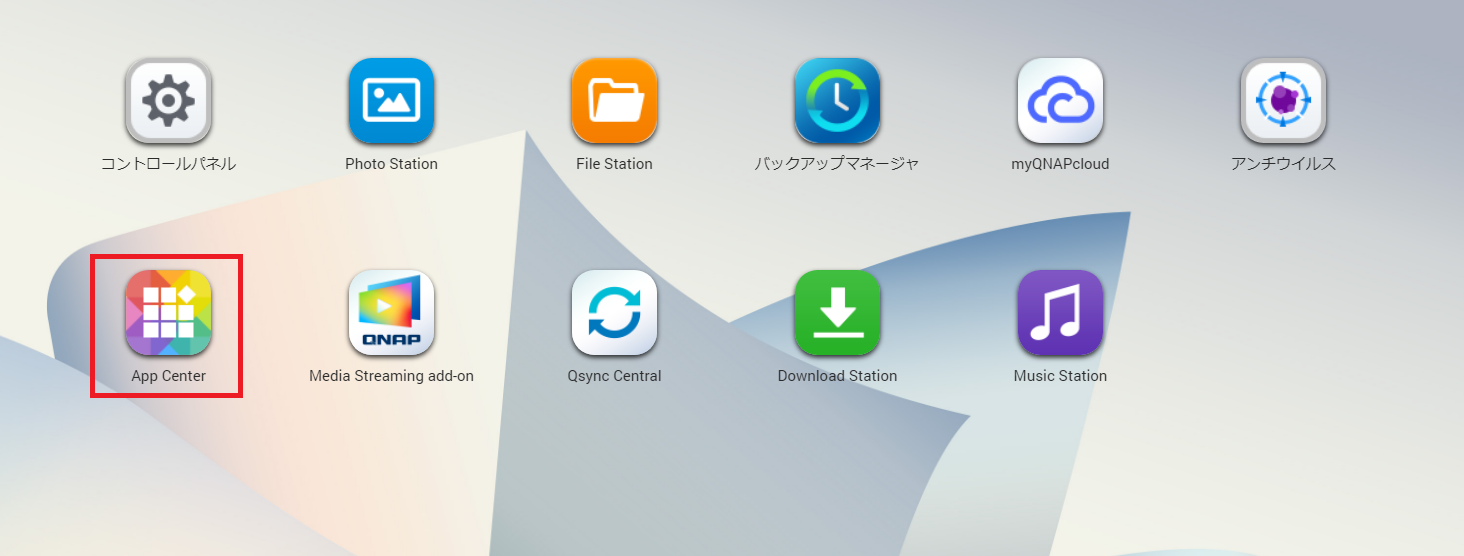 コントロールパネル
Photo Station
File Station
バックアップマネージャ
myQNAPcloud
アンチウイルス
App Center
QNAP
Media Streaming add-on
Qsync Central
Download Station
Music Station